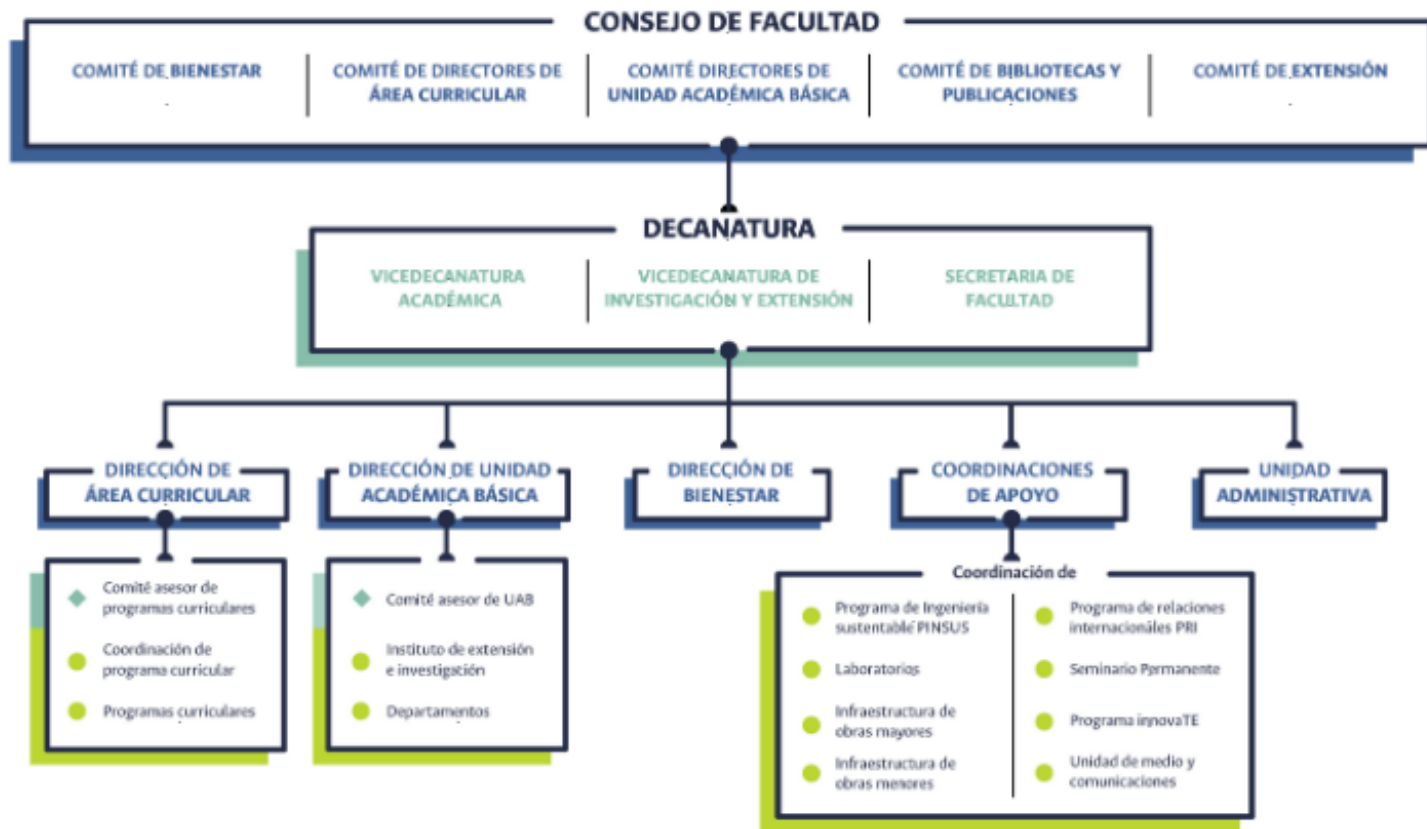 CONSEJO DE FACULTAD
COMITÉ DE BIENESTAR
COMITÉ DE DIRECTORES DE
ÁREA CURRICULAR
COMITÉ DIRECTORES DE
UNIDAD ACADÉMICA BÁSICA
COMITÉ DE BIBLIOTECAS Y
PUBLICACIONES
COMITÉ DE EXTENSIÓN
DECANATURA
VICEDECANATURA
ACADÉMICA
VICEDECANATURA DE
INVESTIGACIÓN Y EXTENSIÓN
SECRETARIA DE
FACULTAD
DIRECCIÓN DE
ÁREA CURRICULAR
DIRECCIÓN DE UNIDAD
ACADÉMICA BÁSICA
DIRECCIÓN DE
BIENESTAR
COORDINACIONES
DE APOYO
UNIDAD
ADMINISTRATIVA
Comité asesor de
programas curriculares
Coordinación de
programa curricular
Programas curriculares
Comité asesor de UAB
Instituto de extensión
e investigación
Departamentos
Coordinación de
Programa de Ingeniería
sustentable PINSUS
Laboratorios
Infraestructura de
obras mayores
Infraestructura de
obras menores
Programa de relaciones
internacionáles PRI
Seminario Permanente
Programa innovaTE
Unidad de medio y
comunicaciones